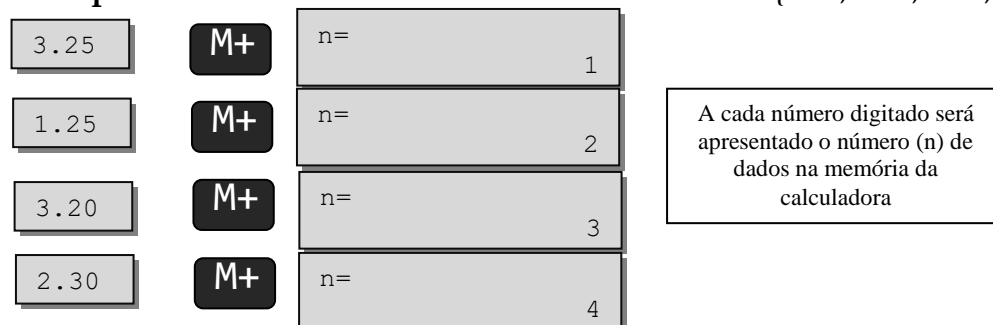 3.25 M+ n=
1
1.25 M+ n=
2
3.20 M+ n=
3
2.30 M+ n=
4
A cada número digitado será
apresentado o número (n) de
dados na memória da
calculadora